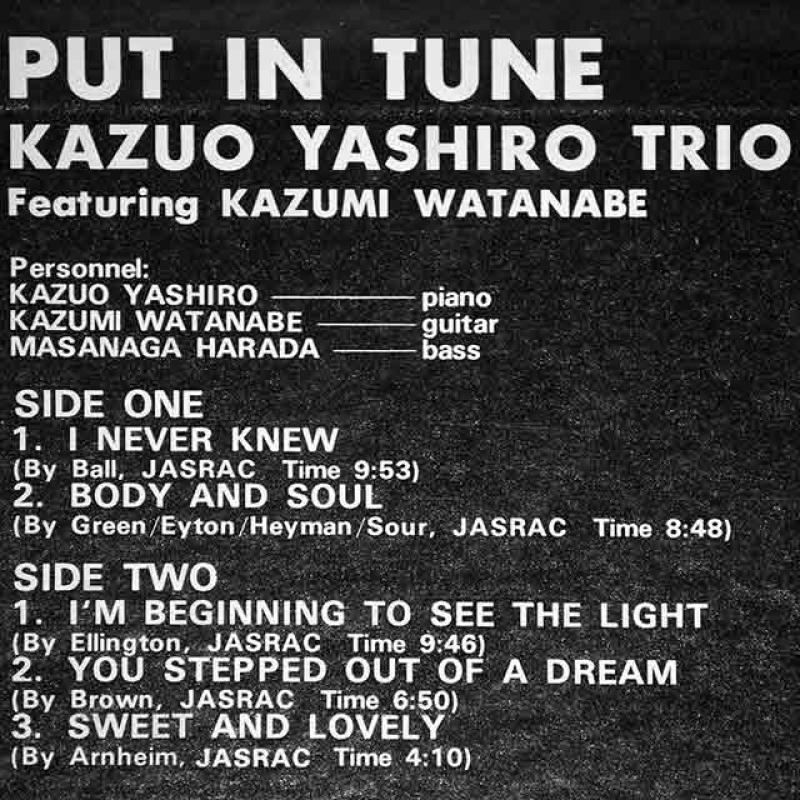 PUT IN TUNE
KAZUO YASHIRO TRIO
Featuring KAZUMI WATANABE
Personnel:
KAZUO YASHIRO ——— piano
KAZUMI WATANABE ——— guitar
MASANAGA HARADA ——— bass
SIDE ONE
1. I NEVER KNEW
(By Ball, JASRAC Time 9:53)
2. BODY AND SOUL
(By Green/Eyton/Heyman/Sour, JASRAC Time 8:48)
SIDE TWO
1. I'M BEGINNING TO SEE THE LIGHT
(By Ellington, JASRAC Time 9:46)
2. YOU STEPPED OUT OF A DREAM
(By Brown, JASRAC Time 6:50)
3. SWEET AND LOVELY
(By Arnheim, JASRAC Time 4:10)